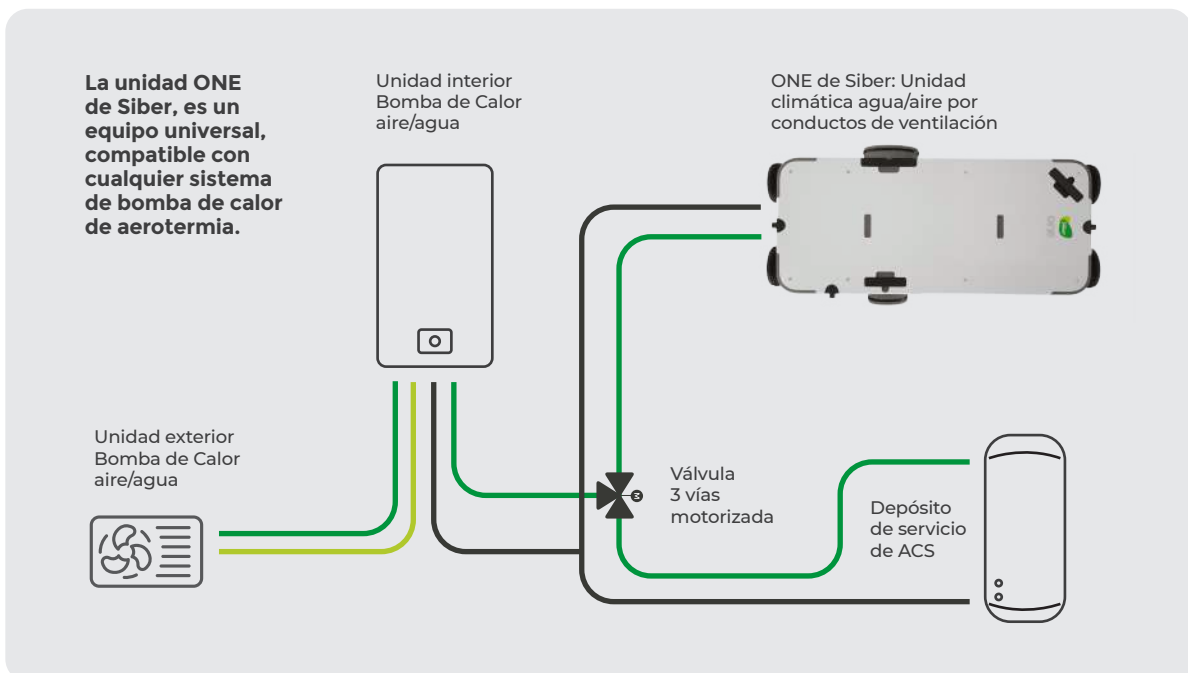 La unidad ONE
de Siber, es un
equipo universal,
compatible con
cualquier sistema
de bomba de calor
de aerotermia.
Unidad interior
Bomba de Calor
aire/agua
ONE de Siber: Unidad
climática agua/aire por
conductos de ventilación
Unidad exterior
Bomba de Calor
aire/agua
Válvula
3 vías
motorizada
M
Depósito
de servicio
de ACS